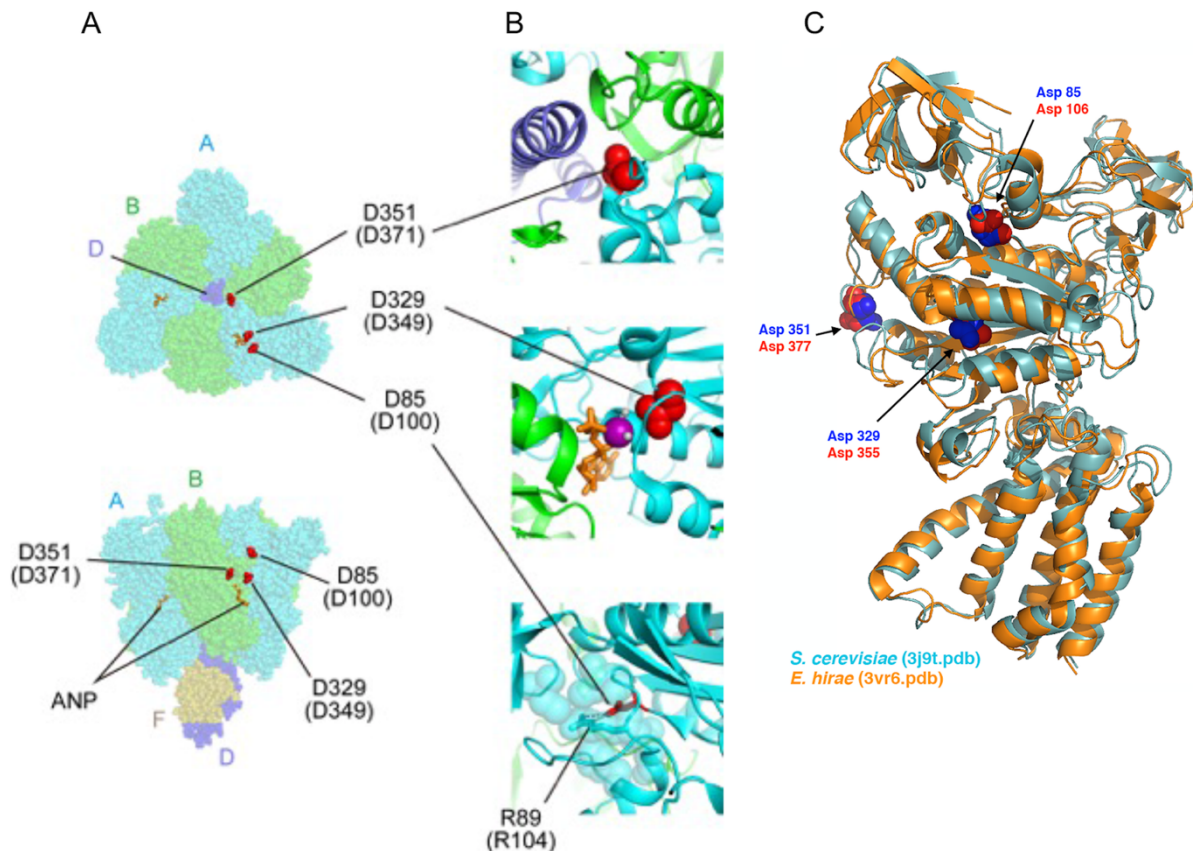 A
A
B
D
D351
(D371)
D329
(D349)
D85
(D100)
B
A
D351
(D371)
D85
(D100)
ANP
D329
(D349)
F
D
B
R89
(R104)
C
Asp 85
Asp 106
Asp 351
Asp 377
Asp 329
Asp 355
S. cerevisiae (3j9t.pdb)
E. hirae (3vr6.pdb)